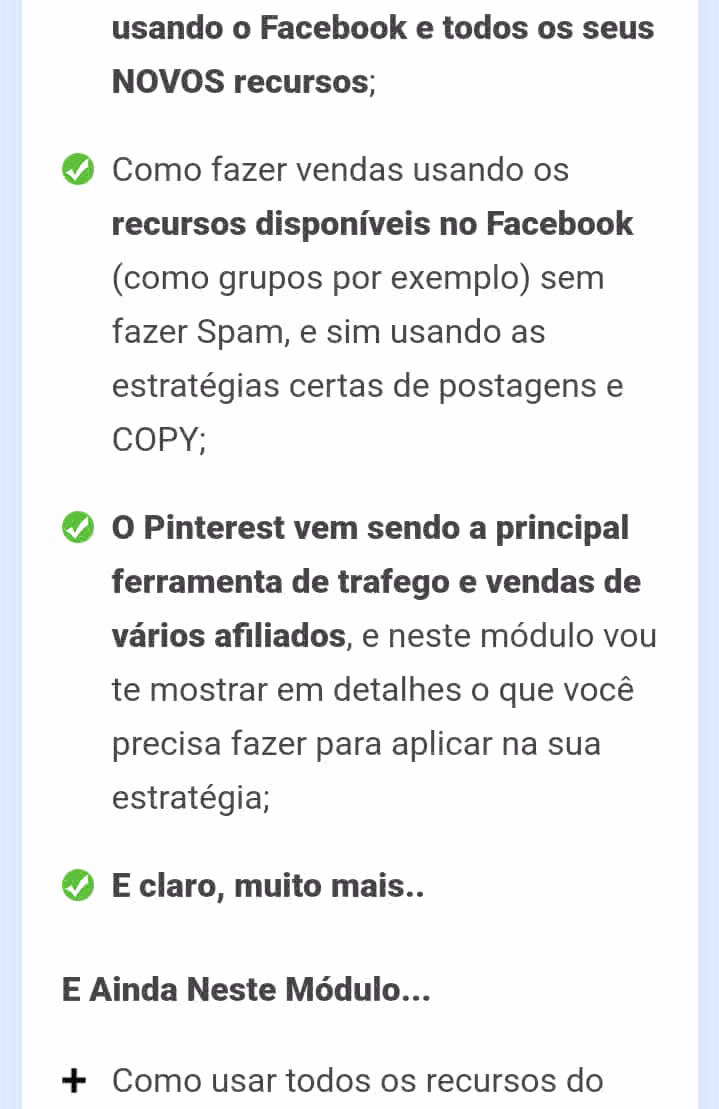 usando o Facebook e todos os seus
NOVOS recursos;
Como fazer vendas usando os
recursos disponíveis no Facebook
(como grupos por exemplo) sem
fazer Spam, e sim usando as
estratégias certas de postagens e
COPY;
O Pinterest vem sendo a principal
ferramenta de trafego e vendas de
vários afiliados, e neste módulo vou
te mostrar em detalhes o que você
precisa fazer para aplicar na sua
estratégia;
E claro, muito mais..
E Ainda Neste Módulo...
+ Como usar todos os recursos do